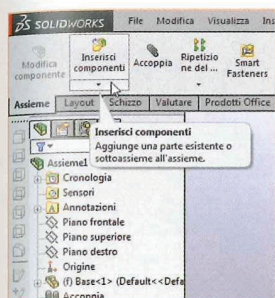 SOLIDWORKS File Modifica Visualizza Ins
Modifica componente
Inserisci componenti
Accoppia
Ripetizio ne del ...
Smart Fasteners
Assieme Layout Schizzo Valutare Prodotti Office
Inserisci componenti
Aggiunge una parte esistente o
sottoassieme all'assieme.
Assieme1
Cronologia
Sensori
Annotazioni
Piano frontale
Piano superiore
Piano destro
Origine
(f) Base<1> (Default<<Defa
Accoppia